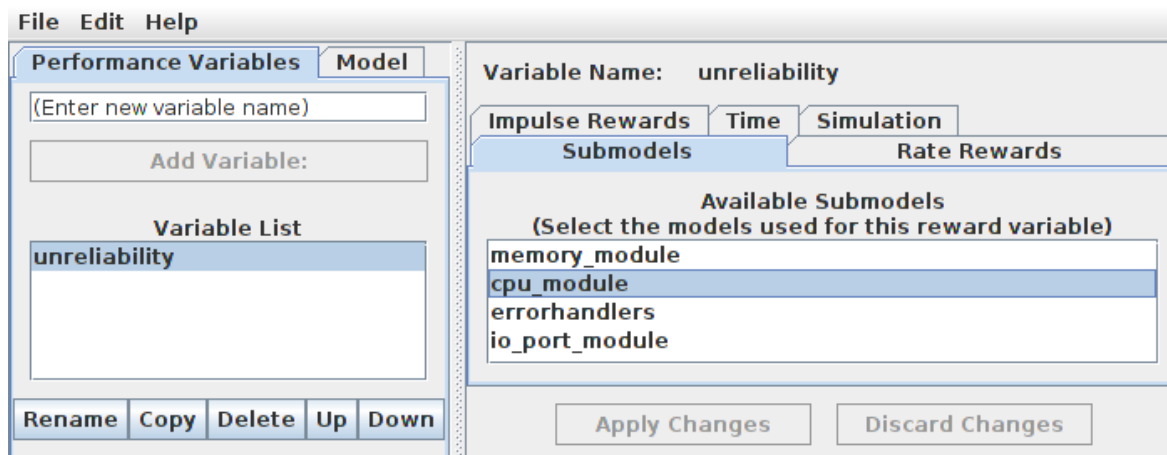 File Edit Help
Performance Variables Model
(Enter new variable name)
Add Variable:
Variable List
unreliability
Rename Copy Delete Up Down
Variable Name: unreliability
Impulse Rewards Time Simulation
Submodels Rate Rewards
Available Submodels
(Select the models used for this reward variable)
memory_module
cpu_module
errorhandlers
io_port_module
Apply Changes Discard Changes